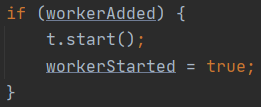 if (workerAdded) {
    t.start();
    workerStarted = true;
}